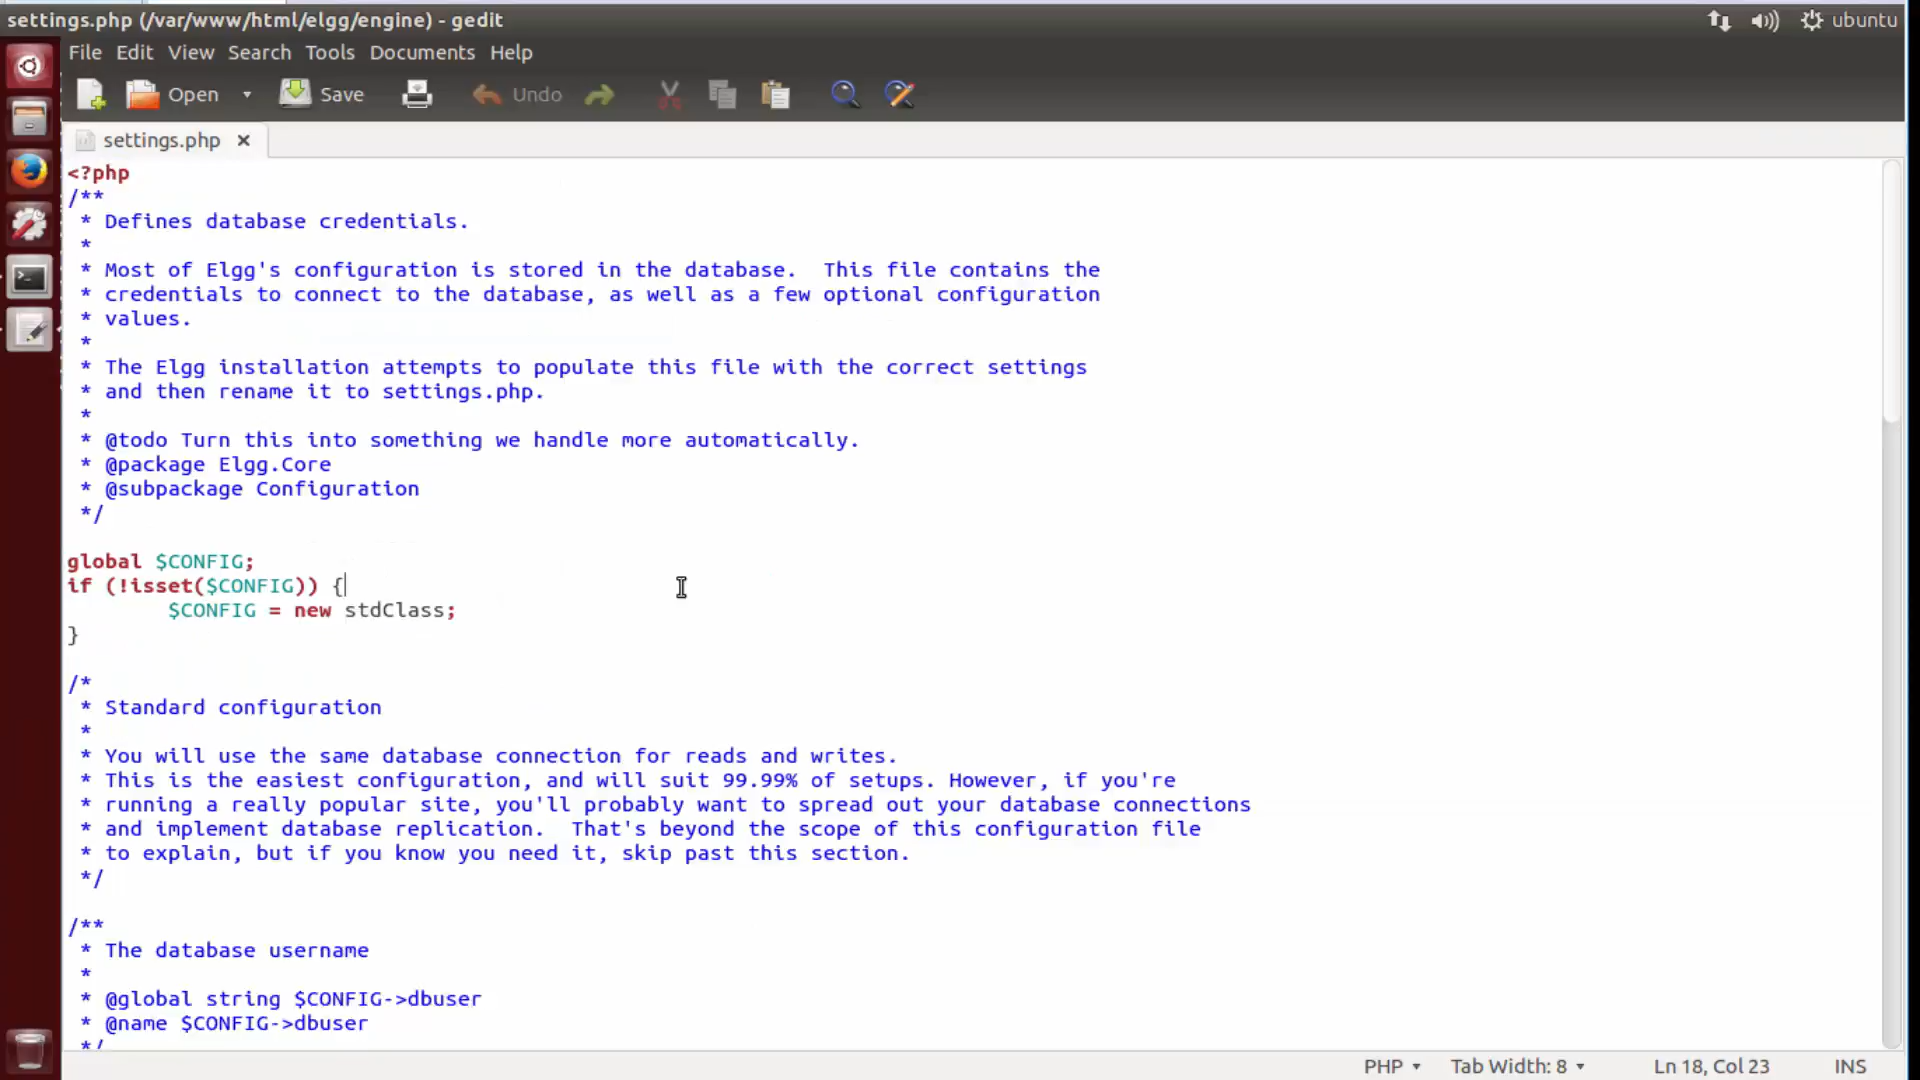 settings.php (/var/www/html/elgg/engine) - gedit
ubuntu
File Edit View Search Tools Documents Help
Open Save Undo
settings.php ×
<?php
/**
 * Defines database credentials.
 *
 * Most of Elgg's configuration is stored in the database.  This file contains the
 * credentials to connect to the database, as well as a few optional configuration
 * values.
 *
 * The Elgg installation attempts to populate this file with the correct settings
 * and then rename it to settings.php.
 *
 * @todo Turn this into something we handle more automatically.
 * @package Elgg.Core
 * @subpackage Configuration
 */
global $CONFIG;
if (!isset($CONFIG)) {
        $CONFIG = new stdClass;
}
/*
 * Standard configuration
 *
 * You will use the same database connection for reads and writes.
 * This is the easiest configuration, and will suit 99.99% of setups. However, if you're
 * running a really popular site, you'll probably want to spread out your database connections
 * and implement database replication.  That's beyond the scope of this configuration file
 * to explain, but if you know you need it, skip past this section.
 */
/**
 * The database username
 *
 * @global string $CONFIG->dbuser
 * @name $CONFIG->dbuser
 */
PHP Tab Width: 8 Ln 18, Col 23 INS